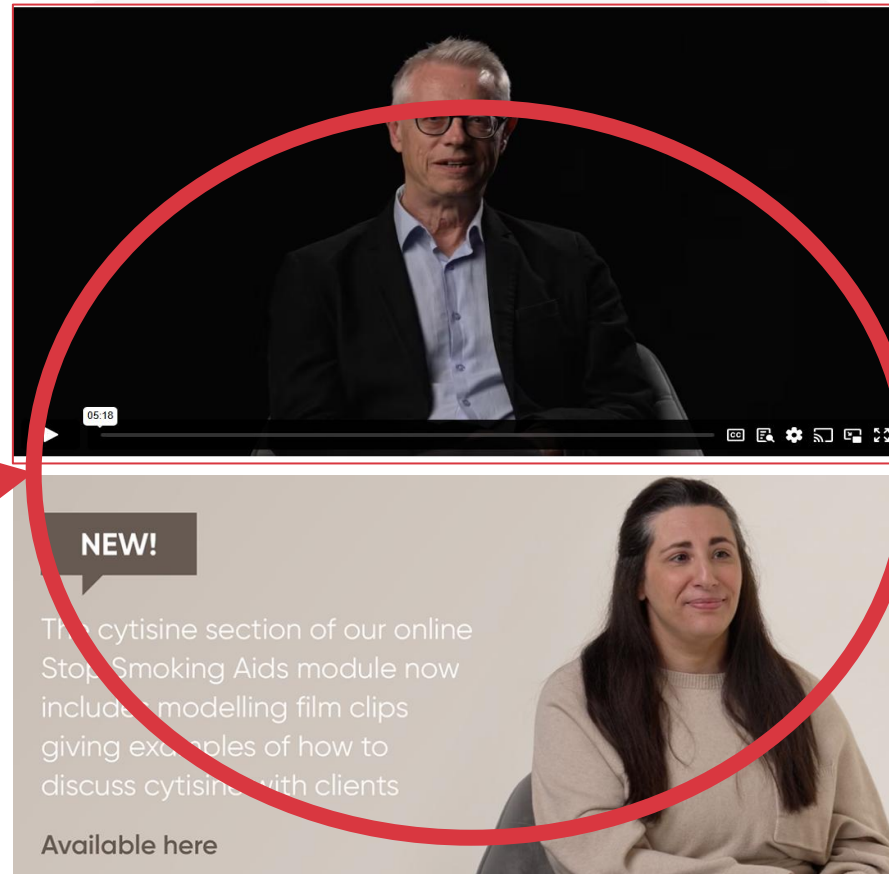 05:18
CC
NEW!
The cytisine section of our online
Stop Smoking Aids module now
includes modelling film clips
giving examples of how to
discuss cytisine with clients
Available here